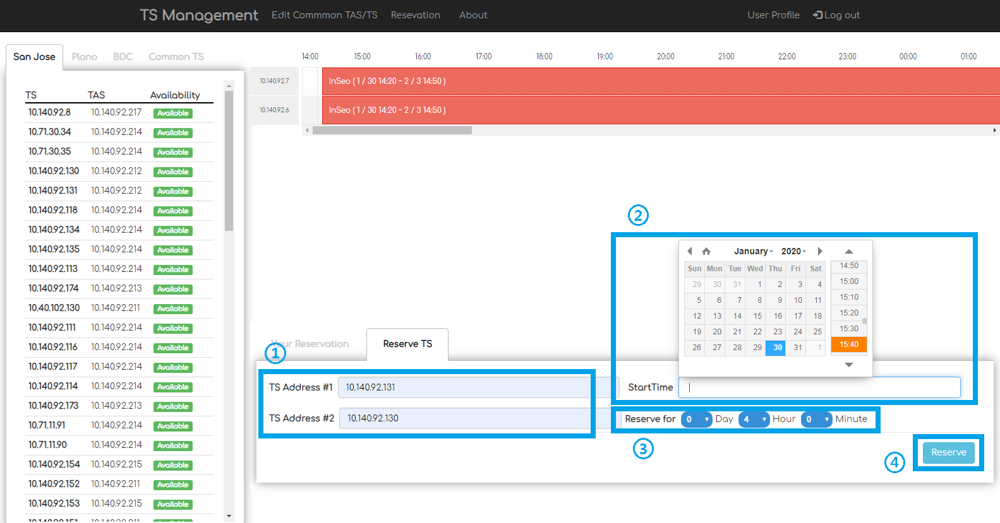 TS Management Edit Commmon TAS/TS Resevation About User Profile Log out
San Jose Plano BDC Common TS
14:00 15:00 16:00 17:00 18:00 19:00 20:00 21:00 22:00 23:00 00:00 01:00
10.140.92.7 InSeo ( 1 / 30 14:20 ~ 2 / 3 14:50 )
10.140.92.6 InSeo ( 1 / 30 14:20 ~ 2 / 3 14:50 )
TS TAS Availability
10.140.92.8 10.140.92.217 Available
10.71.30.34 10.140.92.214 Available
10.71.30.35 10.140.92.214 Available
10.140.92.130 10.140.92.212 Available
10.140.92.131 10.140.92.212 Available
10.140.92.118 10.140.92.214 Available
10.140.92.134 10.140.92.214 Available
10.140.92.135 10.140.92.214 Available
10.140.92.113 10.140.92.214 Available
10.140.92.174 10.140.92.213 Available
10.40.102.130 10.140.92.211 Available
10.140.92.111 10.140.92.214 Available
10.140.92.116 10.140.92.214 Available
10.140.92.117 10.140.92.214 Available
10.140.92.114 10.140.92.214 Available
10.140.92.173 10.140.92.213 Available
10.71.11.91 10.140.92.214 Available
10.71.11.90 10.140.92.214 Available
10.140.92.154 10.140.92.215 Available
10.140.92.152 10.140.92.211 Available
10.140.92.153 10.140.92.215 Available
2
January 2020
Sun Mon Tue Wed Thu Fri Sat
29 30 31 1 2 3 4
5 6 7 8 9 10 11
12 13 14 15 16 17 18
19 20 21 22 23 24 25
26 27 28 29 30 31 1
14:50
15:00
15:10
15:20
15:30
15:40
Your Reservation Reserve TS
1
TS Address #1 10.140.92.131 StartTime
TS Address #2 10.140.92.130 Reserve for 0 Day 4 Hour 0 Minute
3
4 Reserve